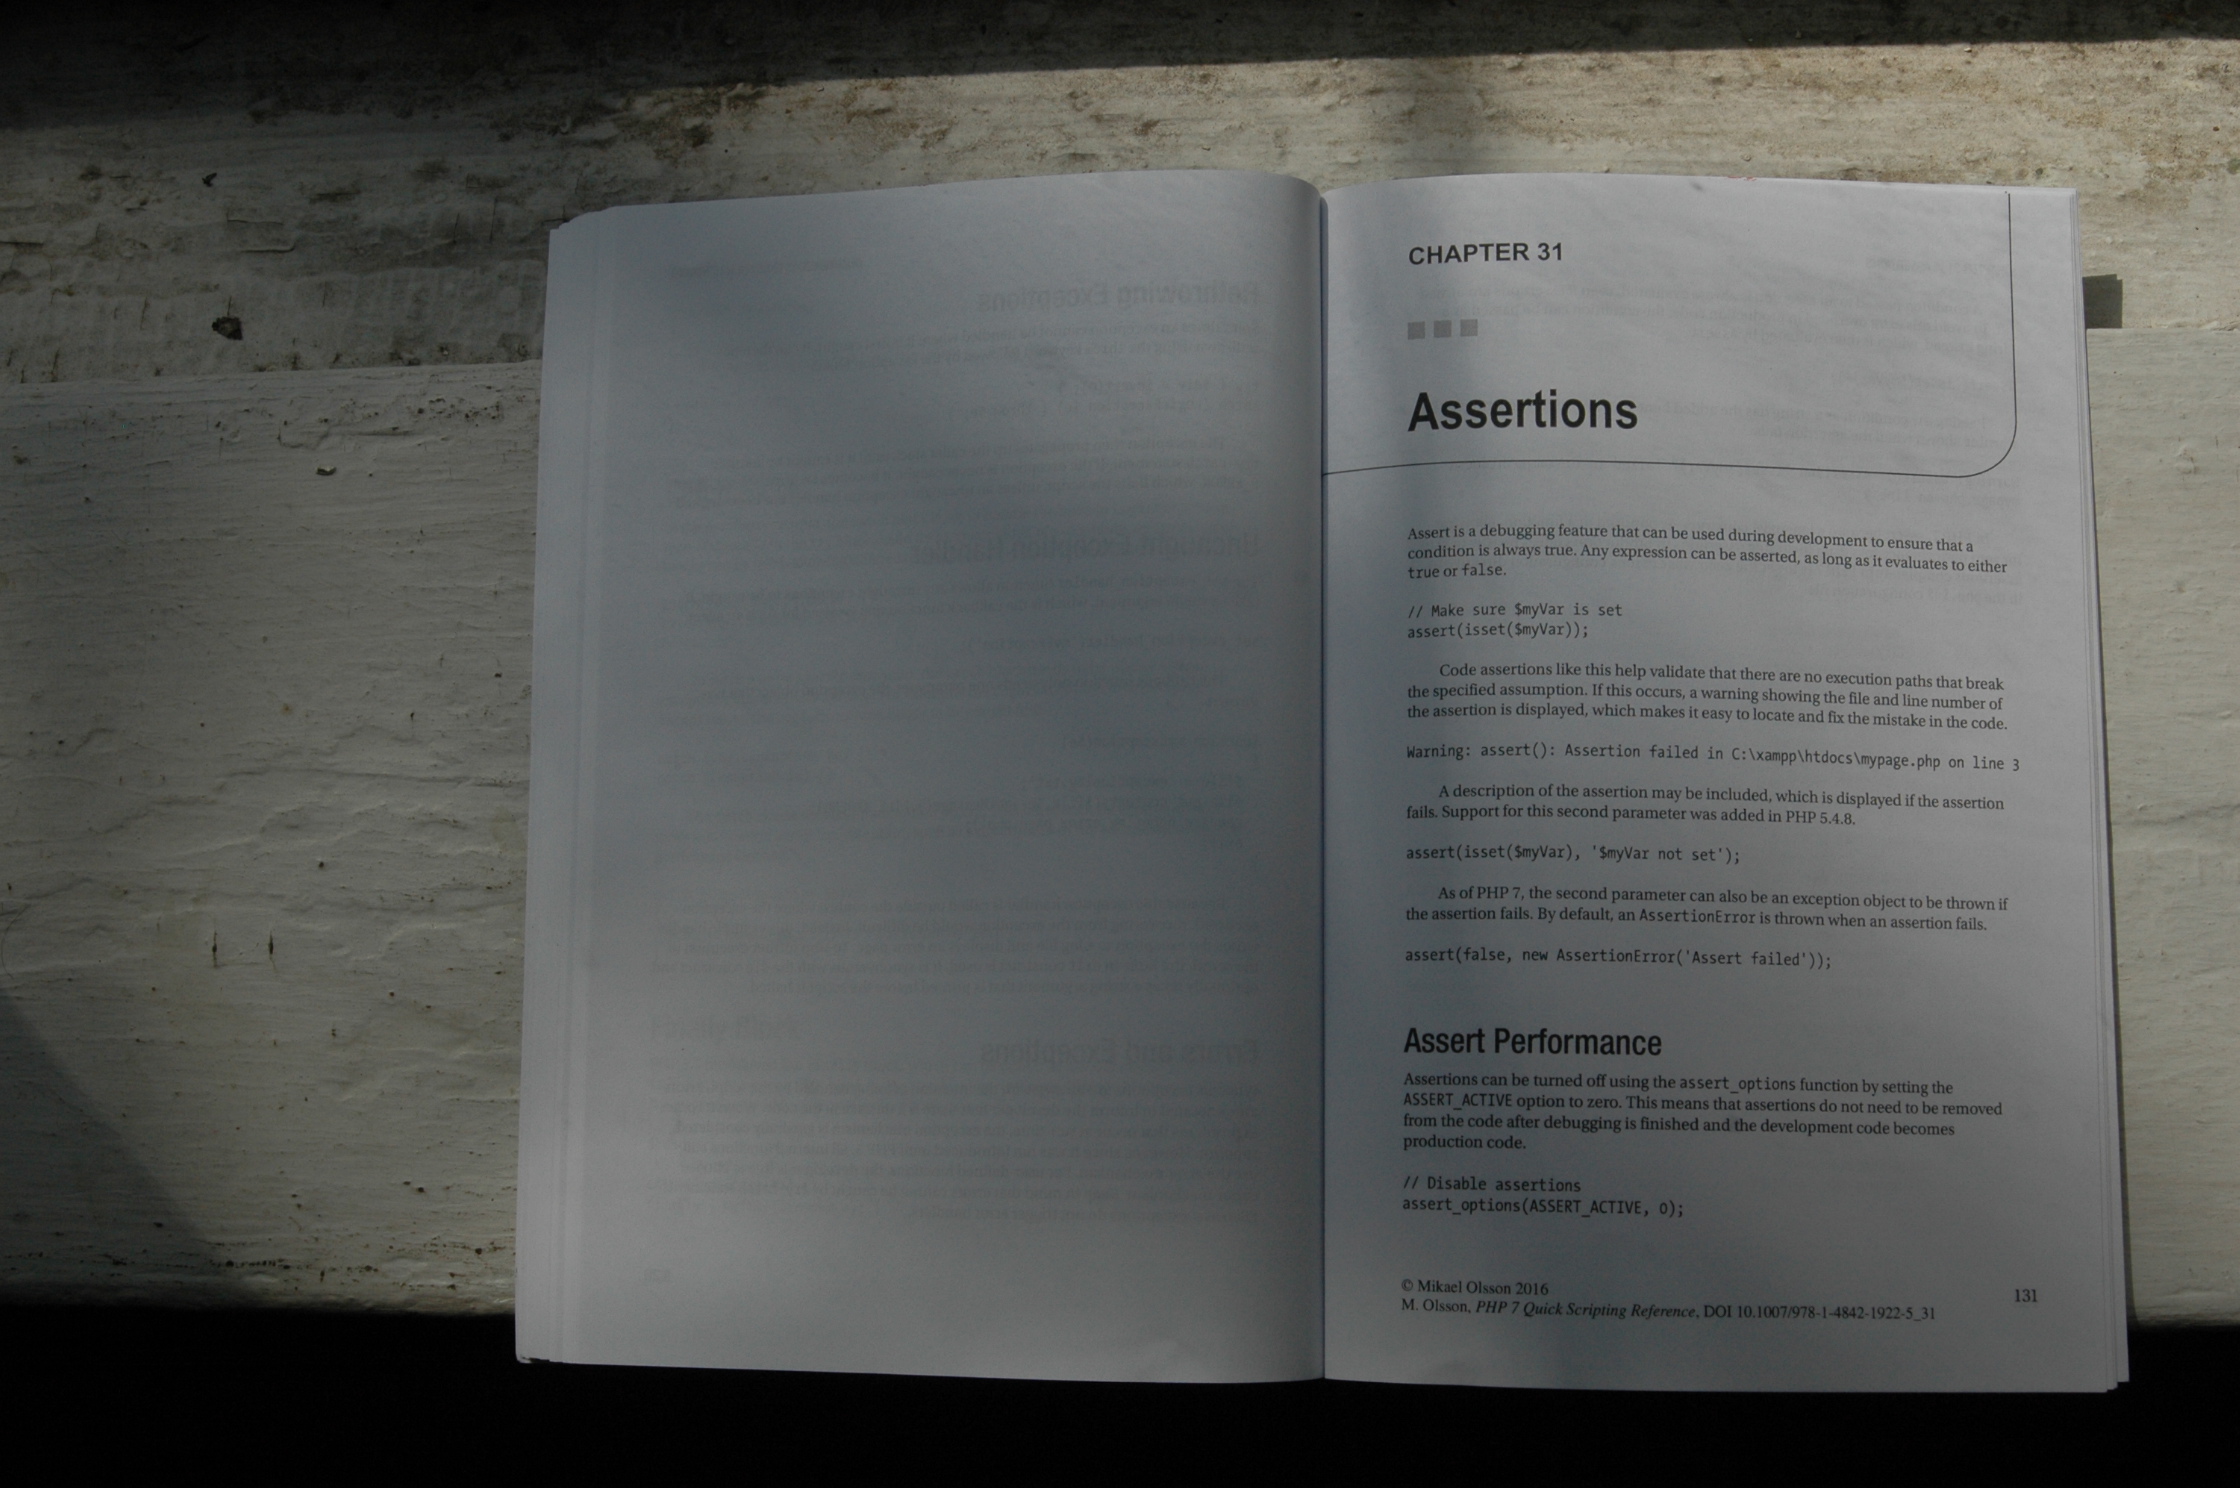 CHAPTER 31
Assertions
Assert is a debugging feature that can be used during development to ensure that a
condition is always true. Any expression can be asserted, as long as it evaluates to either
true or false.
// Make sure $myVar is set
assert(isset($myVar));
Code assertions like this help validate that there are no execution paths that break
the specified assumption. If this occurs, a warning showing the file and line number of
the assertion is displayed, which makes it easy to locate and fix the mistake in the code.
Warning: assert(): Assertion failed in C:\xampp\htdocs\mypage.php on line 3
A description of the assertion may be included, which is displayed if the assertion
fails. Support for this second parameter was added in PHP 5.4.8.
assert(isset($myVar), '$myVar not set');
As of PHP 7, the second parameter can also be an exception object to be thrown if
the assertion fails. By default, an AssertionError is thrown when an assertion fails.
assert(false, new AssertionError('Assert failed'));
Assert Performance
Assertions can be turned off using the assert_options function by setting the
ASSERT_ACTIVE option to zero. This means that assertions do not need to be removed
from the code after debugging is finished and the development code becomes
production code.
// Disable assertions
assert_options(ASSERT_ACTIVE, 0);
© Mikael Olsson 2016
M. Olsson, PHP 7 Quick Scripting Reference, DOI 10.1007/978-1-4842-1922-5_31
131